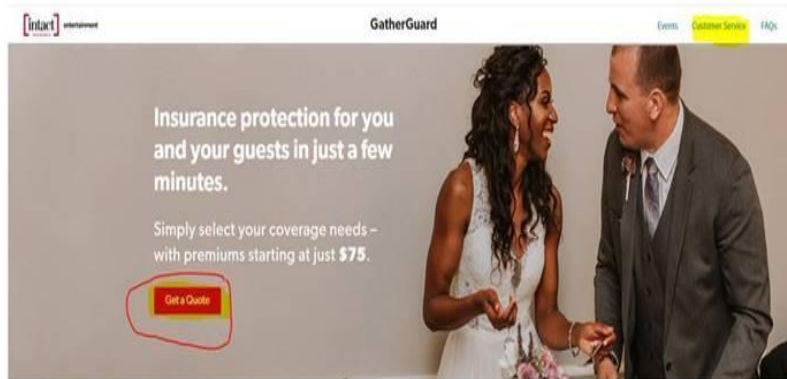 [intact] entertainment
INSURANCE
GatherGuard
Events Customer Service FAQs
Insurance protection for you
and your guests in just a few
minutes.
Simply select your coverage needs –
with premiums starting at just $75.
Get a Quote